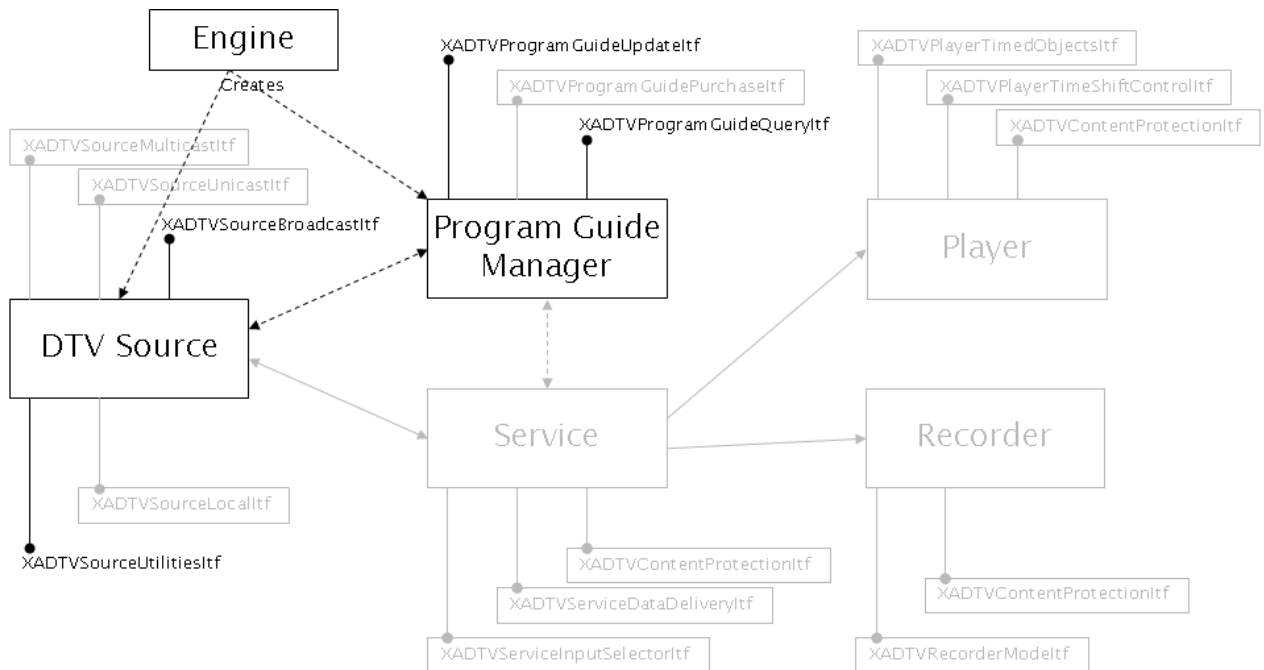 Engine
Creates
XADTVProgramGuideUpdateItf
XADTVProgramGuidePurchaseItf
XADTVProgramGuideQueryItf
XADTVPlayerTimedObjectsItf
XADTVPlayerTimeShiftControlItf
XADTVContentProtectionItf
XADTVSourceMulticastItf
XADTVSourceUnicastItf
XADTVSourceBroadcastItf
Program Guide
Manager
Player
DTV Source
Service
Recorder
XADTVSourceLocalItf
XADTVSourceUtilitiesItf
XADTVContentProtectionItf
XADTVServiceDataDeliveryItf
XADTVServiceInputSelectorItf
XADTVContentProtectionItf
XADTVRecorderModeItf